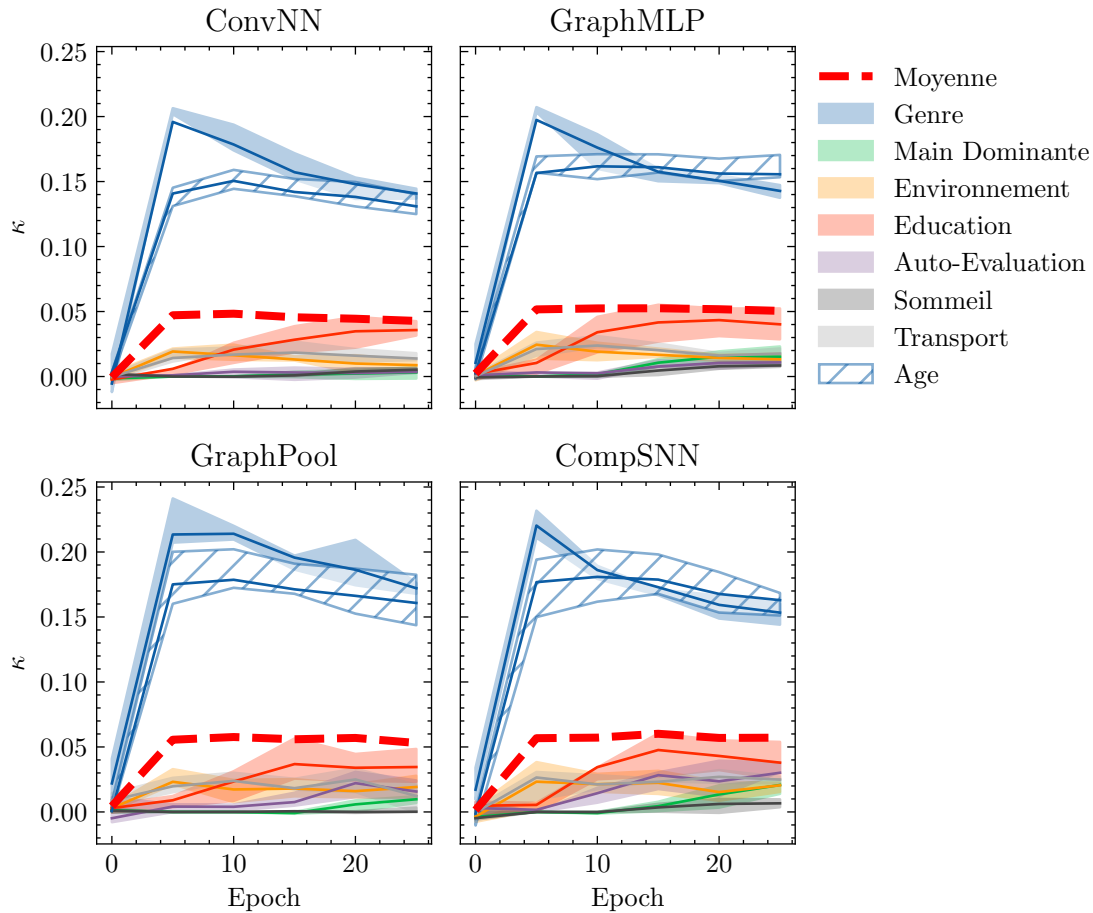 ConvNN
GraphMLP
0.25
0.20
0.15
0.10
0.05
0.00
κ
Moyenne
Genre
Main Dominante
Environnement
Education
Auto-Evaluation
Sommeil
Transport
Age
GraphPool
CompSNN
0.25
0.20
0.15
0.10
0.05
0.00
κ
0 10 20
0 10 20
Epoch
Epoch